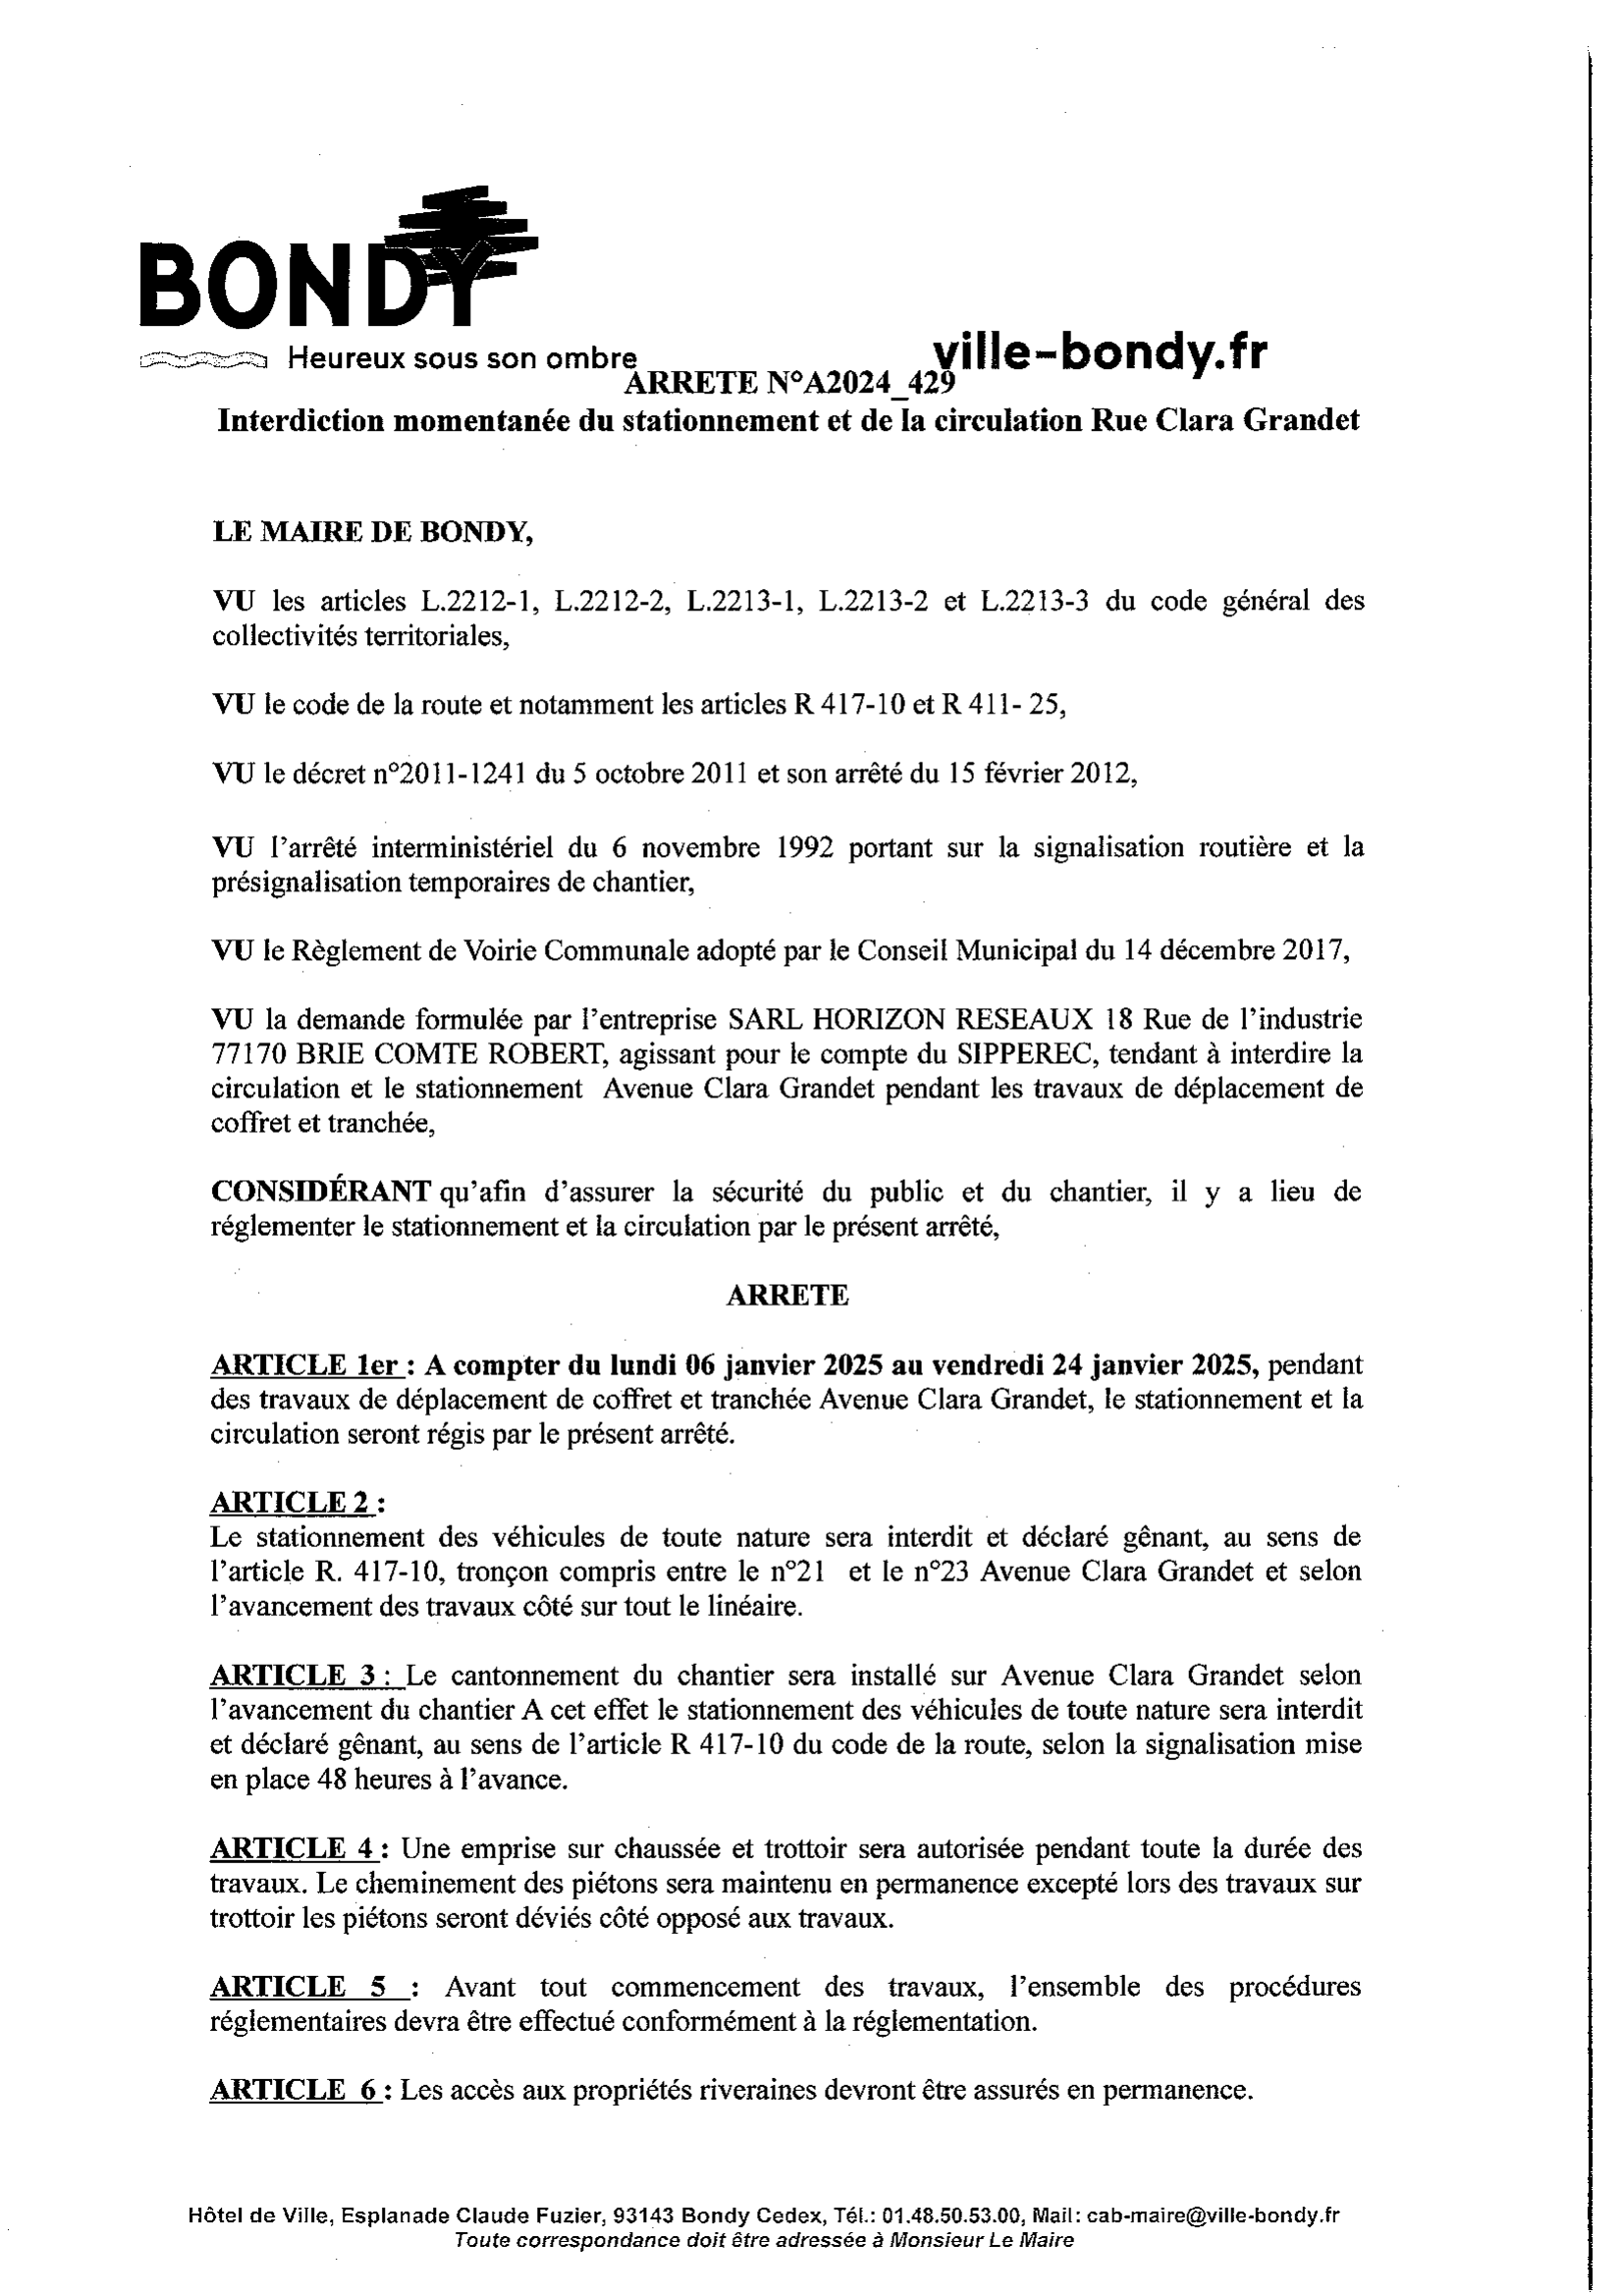 BONDY
Heureux sous son ombre
ville-bondy.fr
ARRETE N°A2024_429
Interdiction momentanée du stationnement et de la circulation Rue Clara Grandet
LE MAIRE DE BONDY,
VU les articles L.2212-1, L.2212-2, L.2213-1, L.2213-2 et L.2213-3 du code général des
collectivités territoriales,
VU le code de la route et notamment les articles R 417-10 et R 411- 25,
VU le décret n°2011-1241 du 5 octobre 2011 et son arrêté du 15 février 2012,
VU l'arrêté interministériel du 6 novembre 1992 portant sur la signalisation routière et la
présignalisation temporaires de chantier,
VU le Règlement de Voirie Communale adopté par le Conseil Municipal du 14 décembre 2017,
VU la demande formulée par l'entreprise SARL HORIZON RESEAUX 18 Rue de l'industrie
77170 BRIE COMTE ROBERT, agissant pour le compte du SIPPEREC, tendant à interdire la
circulation et le stationnement Avenue Clara Grandet pendant les travaux de déplacement de
coffret et tranchée,
CONSIDÉRANT qu'afin d'assurer la sécurité du public et du chantier, il y a lieu de
réglementer le stationnement et la circulation par le présent arrêté,
ARRETE
ARTICLE 1er : A compter du lundi 06 janvier 2025 au vendredi 24 janvier 2025, pendant
des travaux de déplacement de coffret et tranchée Avenue Clara Grandet, le stationnement et la
circulation seront régis par le présent arrêté.
ARTICLE 2 :
Le stationnement des véhicules de toute nature sera interdit et déclaré gênant, au sens de
l'article R. 417-10, tronçon compris entre le n°21 et le n°23 Avenue Clara Grandet et selon
l'avancement des travaux côté sur tout le linéaire.
ARTICLE 3 : Le cantonnement du chantier sera installé sur Avenue Clara Grandet selon
l'avancement du chantier A cet effet le stationnement des véhicules de toute nature sera interdit
et déclaré gênant, au sens de l'article R 417-10 du code de la route, selon la signalisation mise
en place 48 heures à l'avance.
ARTICLE 4 : Une emprise sur chaussée et trottoir sera autorisée pendant toute la durée des
travaux. Le cheminement des piétons sera maintenu en permanence excepté lors des travaux sur
trottoir les piétons seront déviés côté opposé aux travaux.
ARTICLE 5 : Avant tout commencement des travaux, l'ensemble des procédures
réglementaires devra être effectué conformément à la réglementation.
ARTICLE 6 : Les accès aux propriétés riveraines devront être assurés en permanence.
Hôtel de Ville, Esplanade Claude Fuzier, 93143 Bondy Cedex, Tél.: 01.48.50.53.00, Mail: cab-maire@ville-bondy.fr
Toute correspondance doit être adressée à Monsieur Le Maire